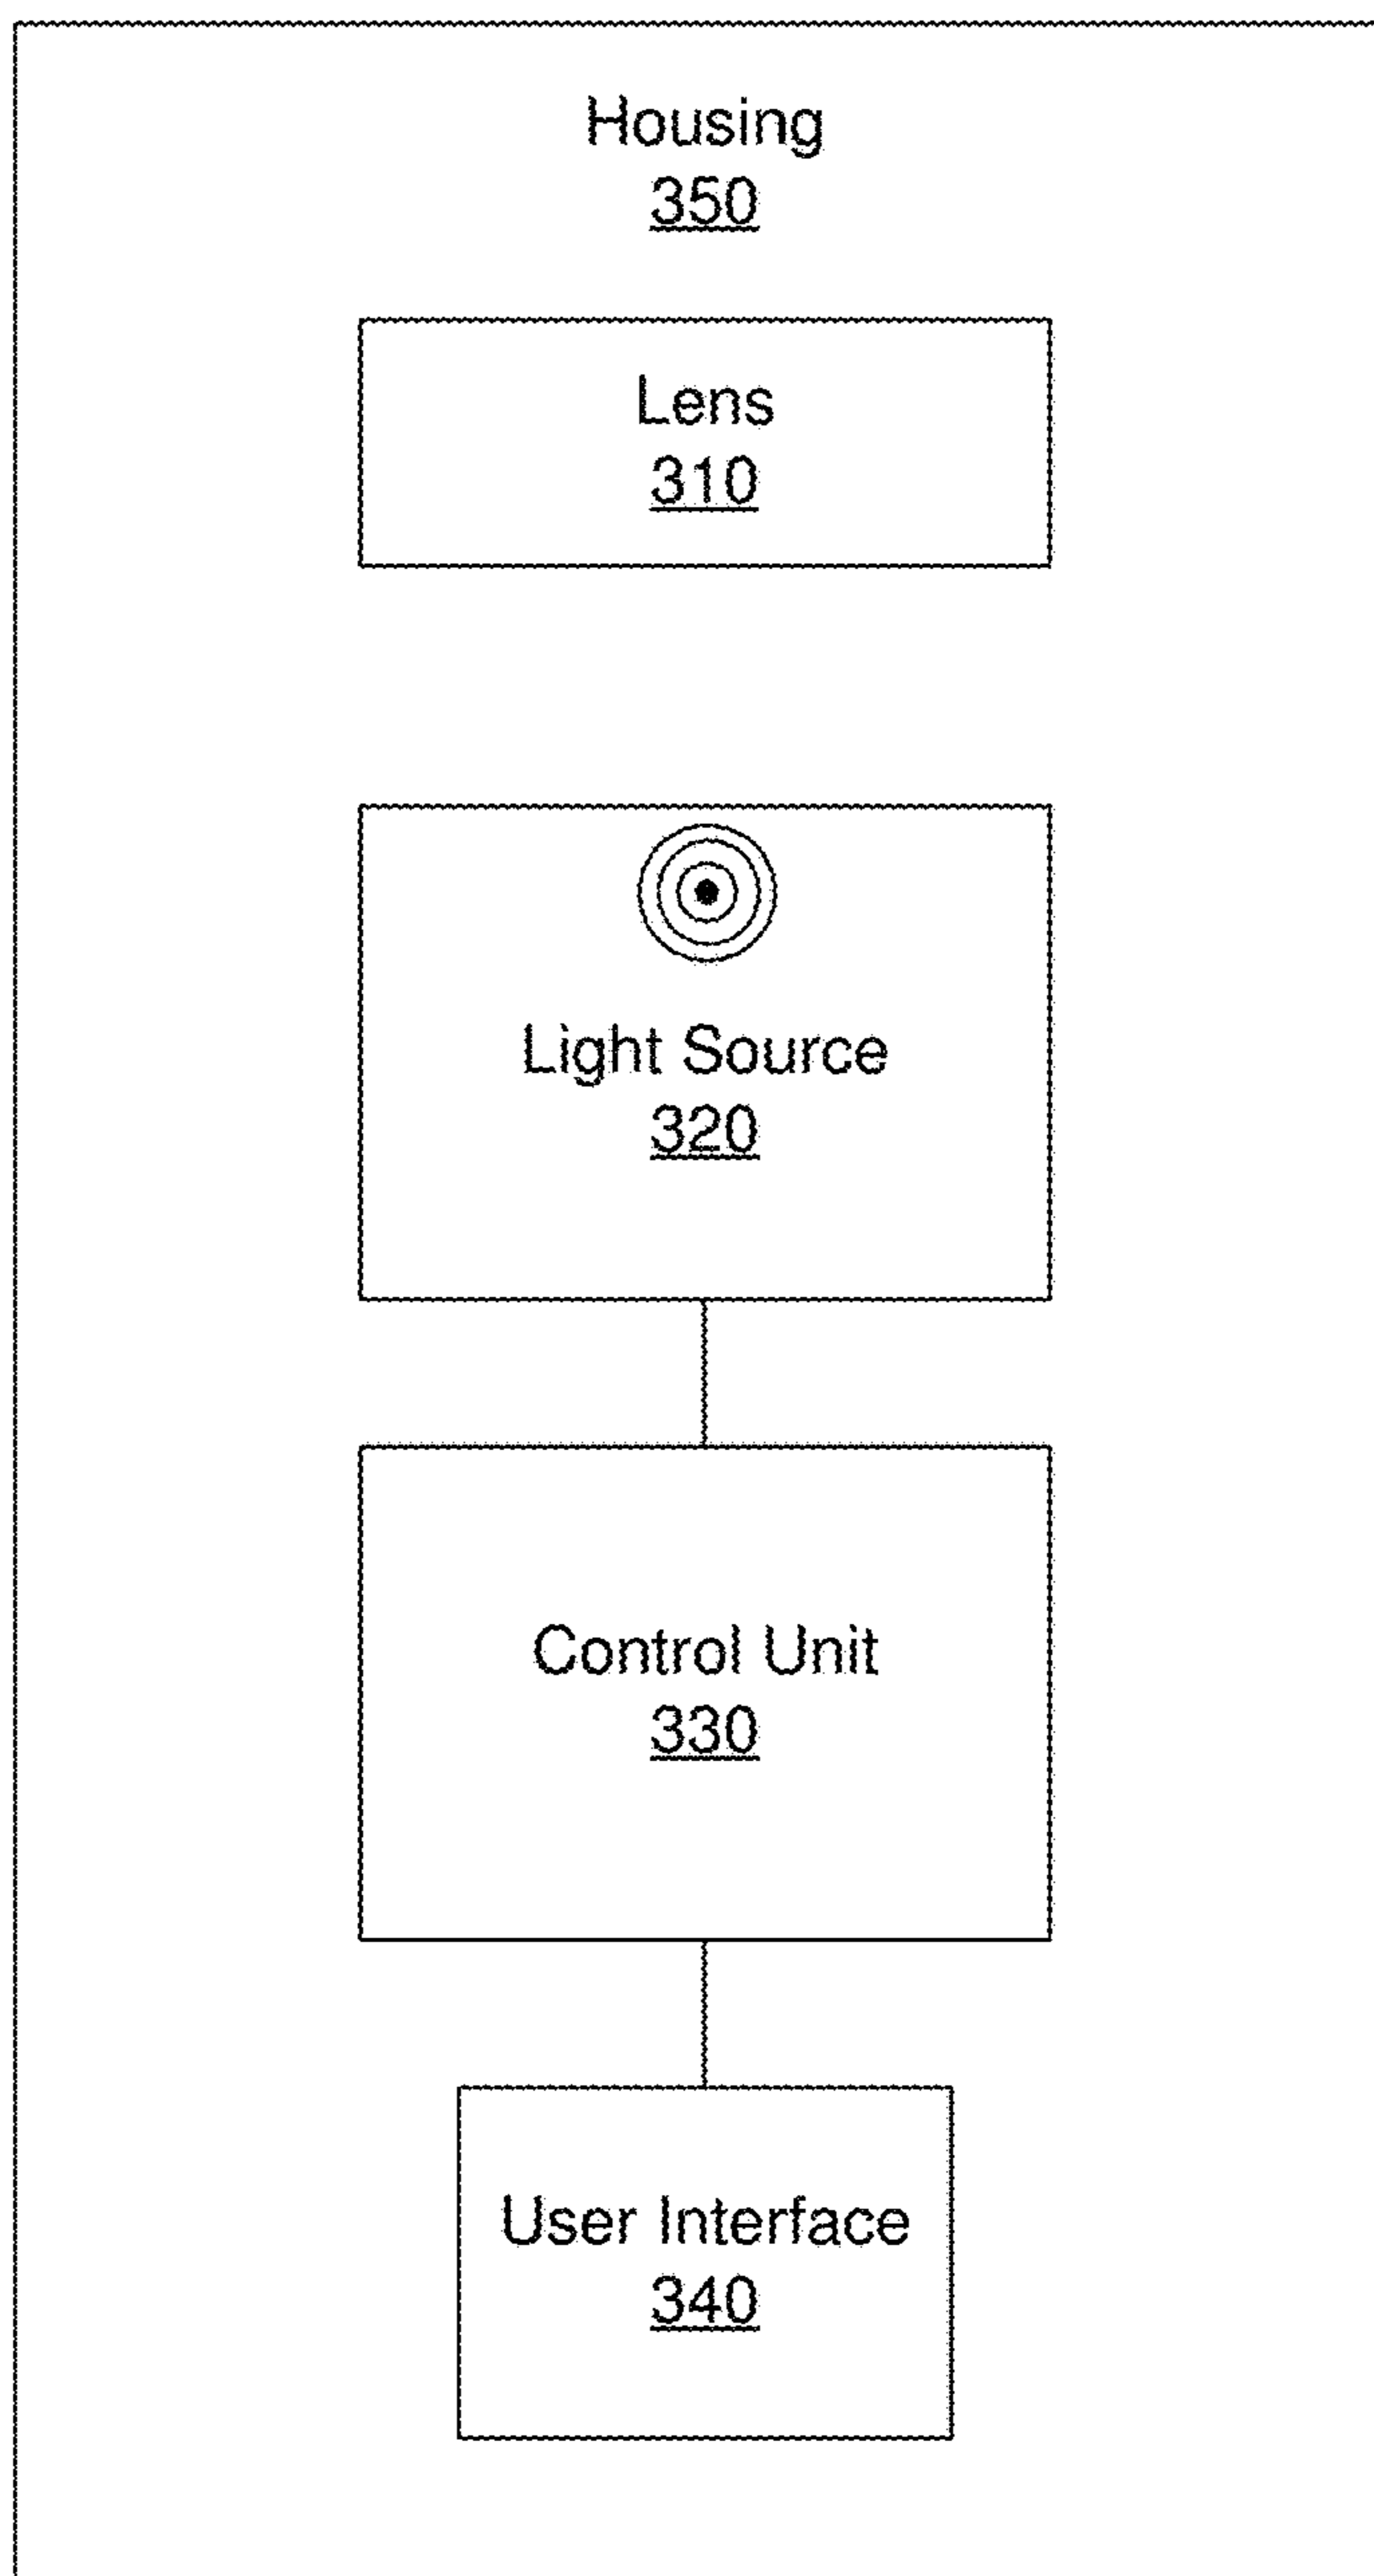 Housing
350
Lens
310
Light Source
320
Control Unit
330
User Interface
340